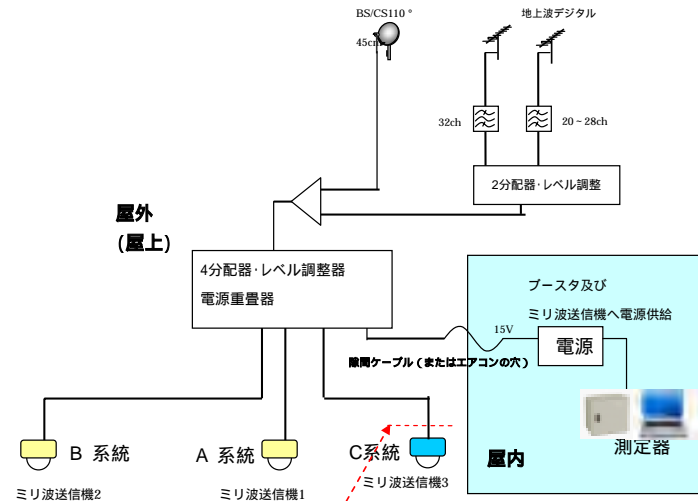 BS/CS110°
45cm
地上波デジタル
32ch
20～28ch
2分配器･レベル調整
屋外
(屋上)
4分配器･レベル調整器
電源重畳器
ブースタ及び
ミリ波送信機へ電源供給
15V
電源
隙間ケーブル（またはエアコンの穴）
測定器
屋内
B 系統
A 系統
C系統
ミリ波送信機2
ミリ波送信機1
ミリ波送信機3